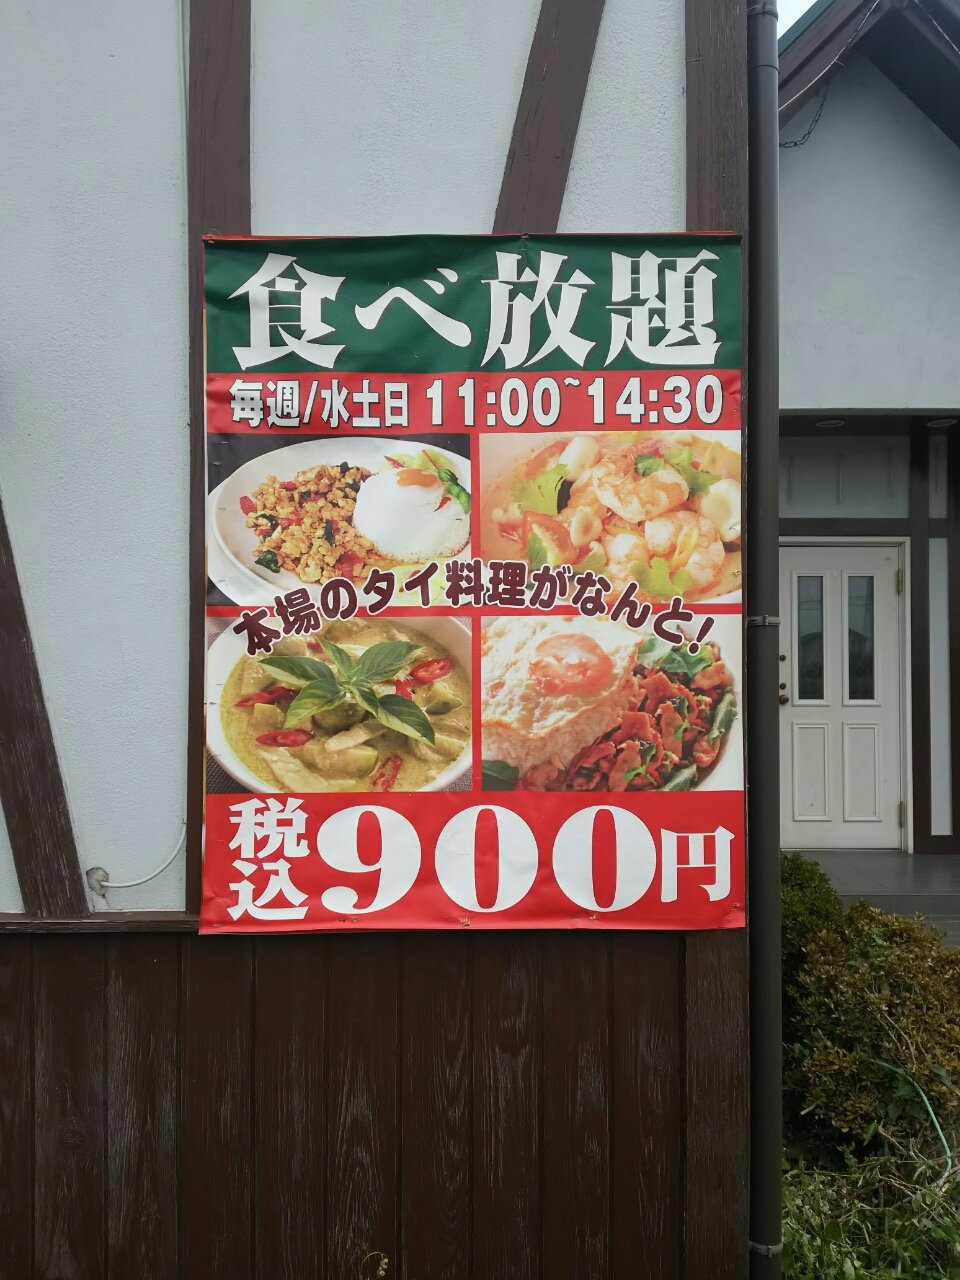 食べ放題
毎週/水土日 11:00~14:30
本場のタイ料理がなんと!
税込900円